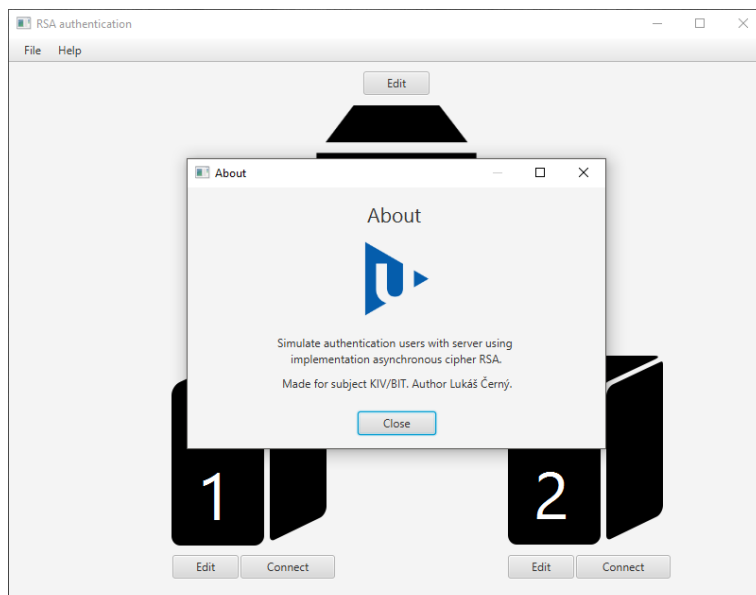 RSA authentication
File Help
Edit
About
About
Simulate authentication users with server using
implementation asynchronous cipher RSA.
Made for subject KIV/BIT. Author Lukáš Černý.
Close
1
2
Edit Connect
Edit Connect